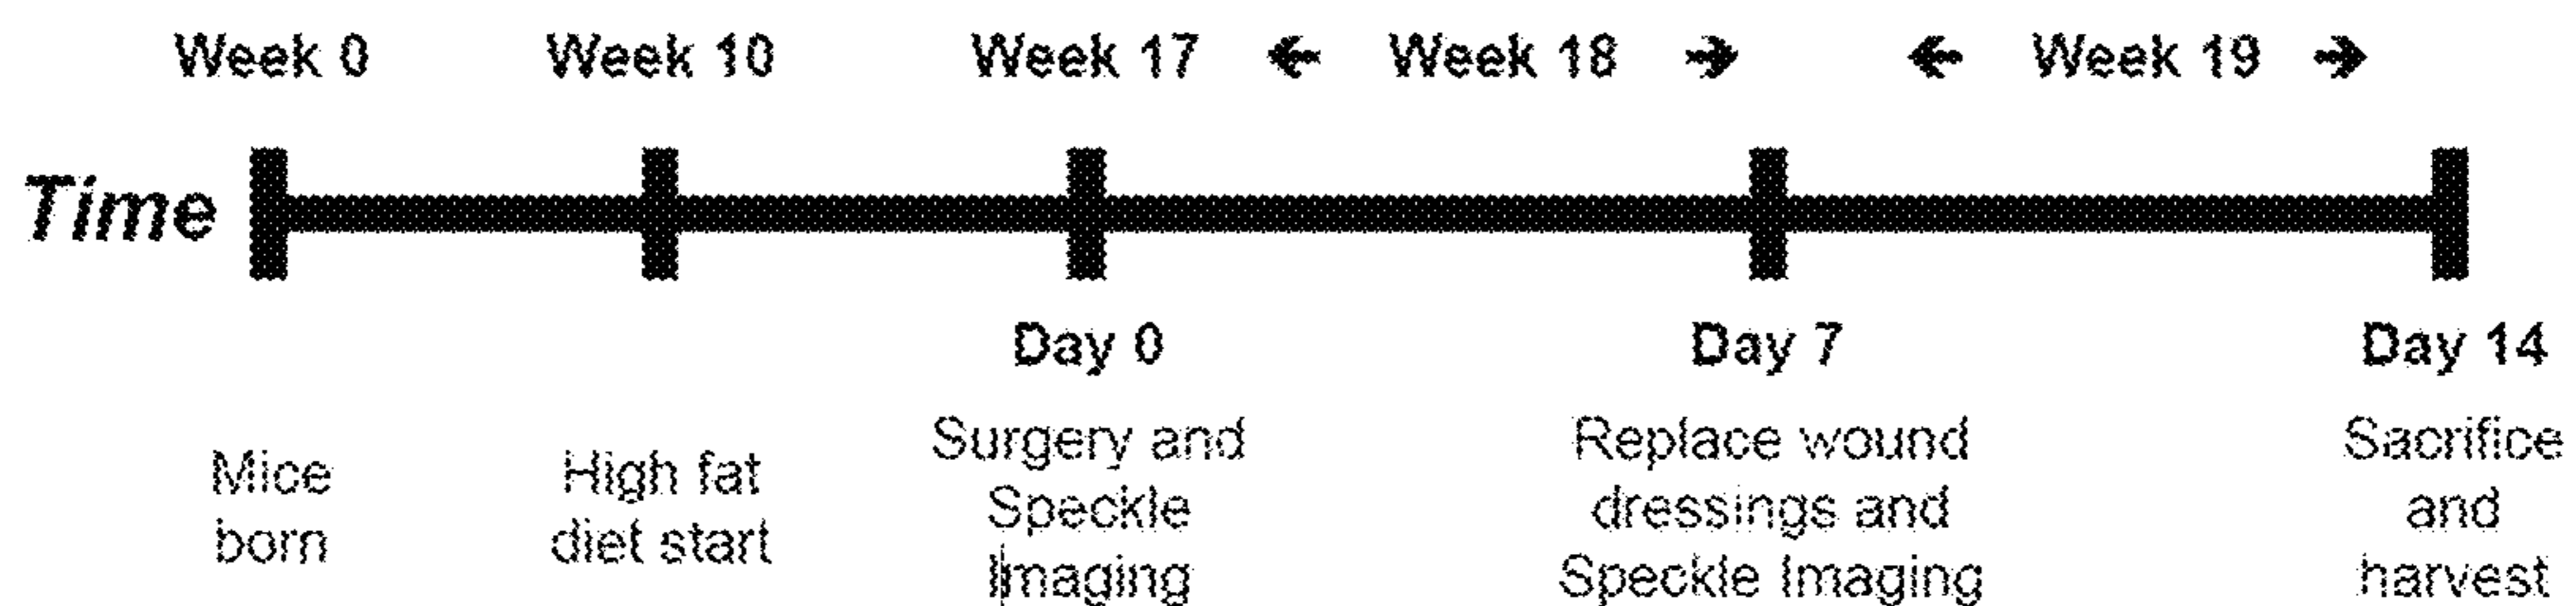 Week 0 Week 10 Week 17 ← Week 18 → ← Week 19 →
Time
Day 0 Day 7 Day 14
Mice born
High fat diet start
Surgery and Speckle Imaging
Replace wound dressings and Speckle Imaging
Sacrifice and harvest